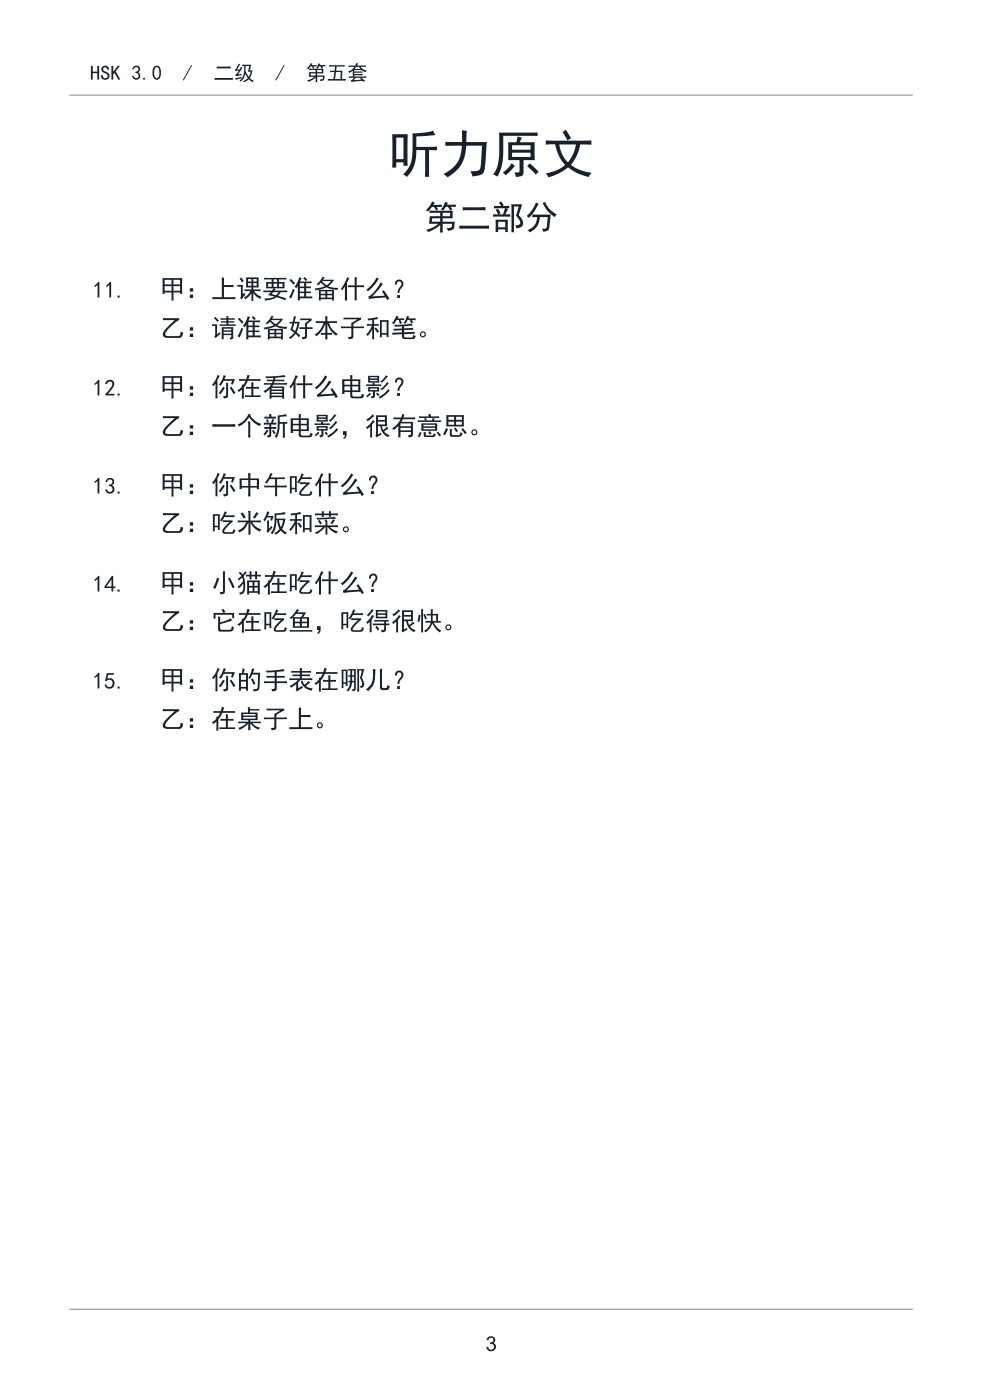 HSK 3.0 / 二级 / 第五套
听力原文
第二部分
11. 甲：上课要准备什么？
乙：请准备好本子和笔。
12. 甲：你在看什么电影？
乙：一个新电影，很有意思。
13. 甲：你中午吃什么？
乙：吃米饭和菜。
14. 甲：小猫在吃什么？
乙：它在吃鱼，吃得很快。
15. 甲：你的手表在哪儿？
乙：在桌子上。
3